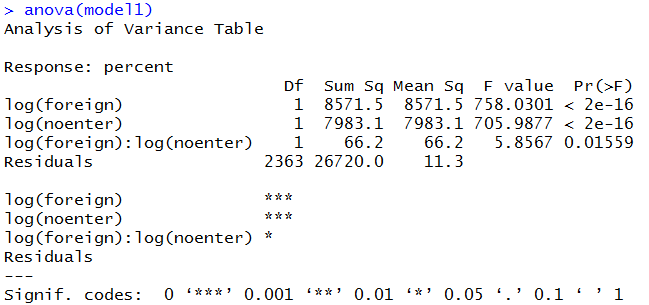 > anova(model1)
Analysis of Variance Table

Response: percent
                           Df  Sum Sq Mean Sq  F value  Pr(>F)
log(foreign)                1  8571.5  8571.5 758.0301 < 2e-16
log(noenter)                1  7983.1  7983.1 705.9877 < 2e-16
log(foreign):log(noenter)   1    66.2    66.2   5.8567 0.01559
Residuals                2363 26720.0    11.3

log(foreign)              ***
log(noenter)              ***
log(foreign):log(noenter) *
Residuals
---
Signif. codes:  0 ‘***’ 0.001 ‘**’ 0.01 ‘*’ 0.05 ‘.’ 0.1 ‘ ’ 1